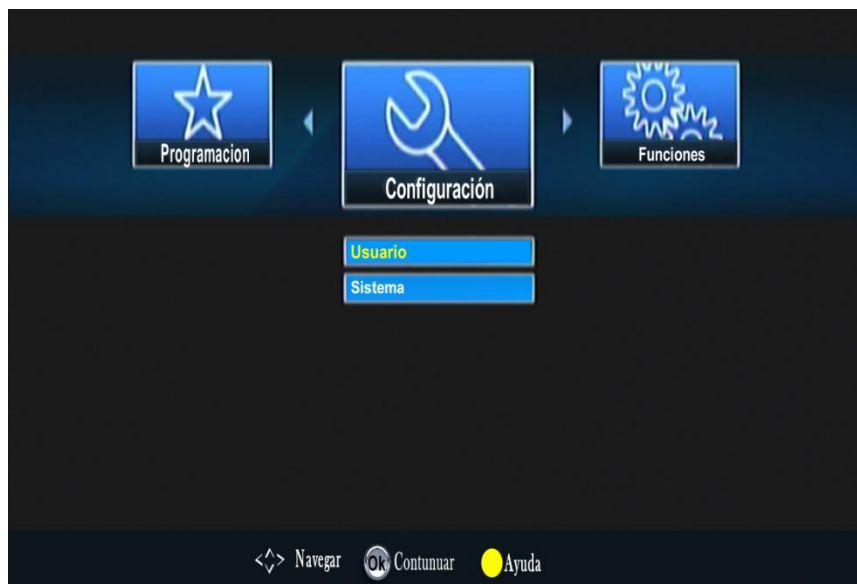 Programacion
Configuración
Funciones
Usuario
Sistema
Navegar Ok Contunuar Ayuda